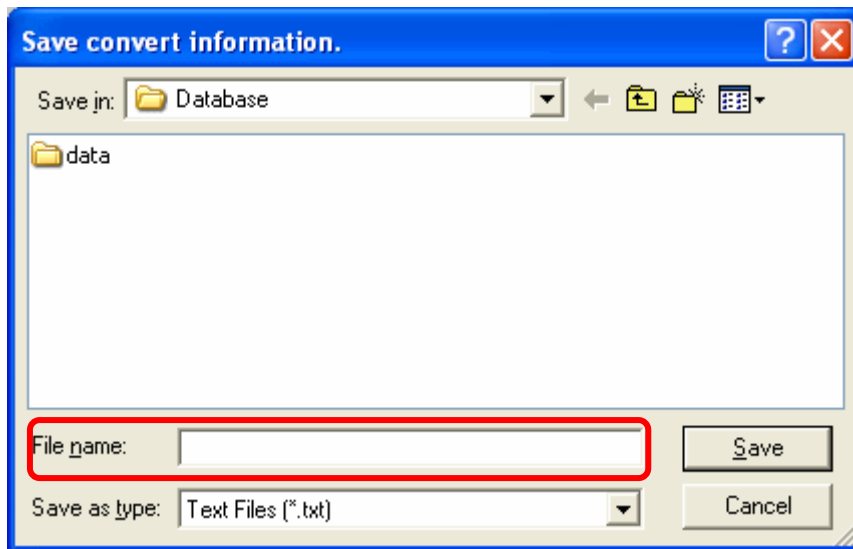 Save convert information.
Save in: Database
data
File name:
Save
Save as type: Text Files (*.txt)
Cancel